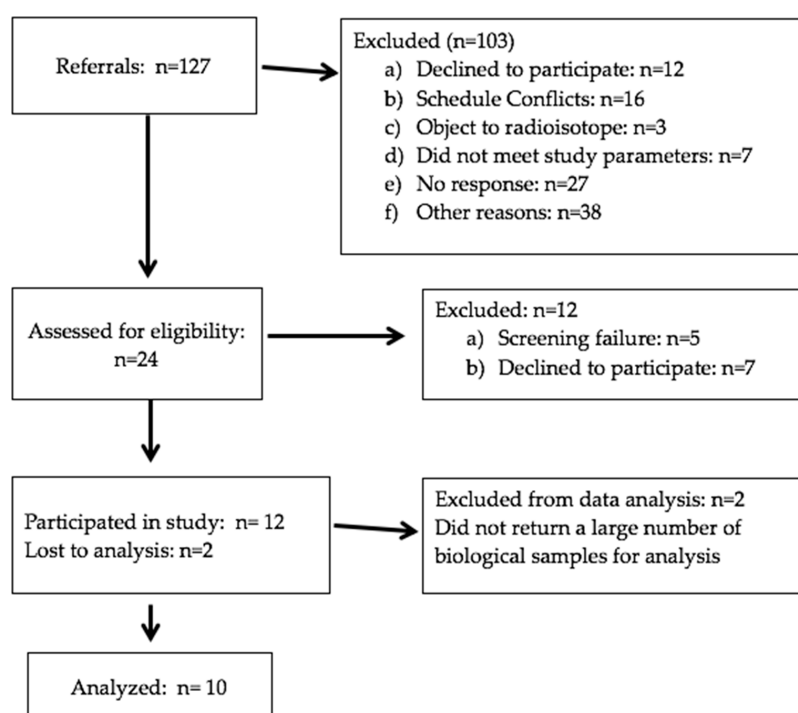 Referrals: n=127
Excluded (n=103)
a) Declined to participate: n=12
b) Schedule Conflicts: n=16
c) Object to radioisotope: n=3
d) Did not meet study parameters: n=7
e) No response: n=27
f) Other reasons: n=38
Assessed for eligibility:
n=24
Excluded: n=12
a) Screening failure: n=5
b) Declined to participate: n=7
Participated in study: n= 12
Lost to analysis: n=2
Excluded from data analysis: n=2
Did not return a large number of
biological samples for analysis
Analyzed: n= 10